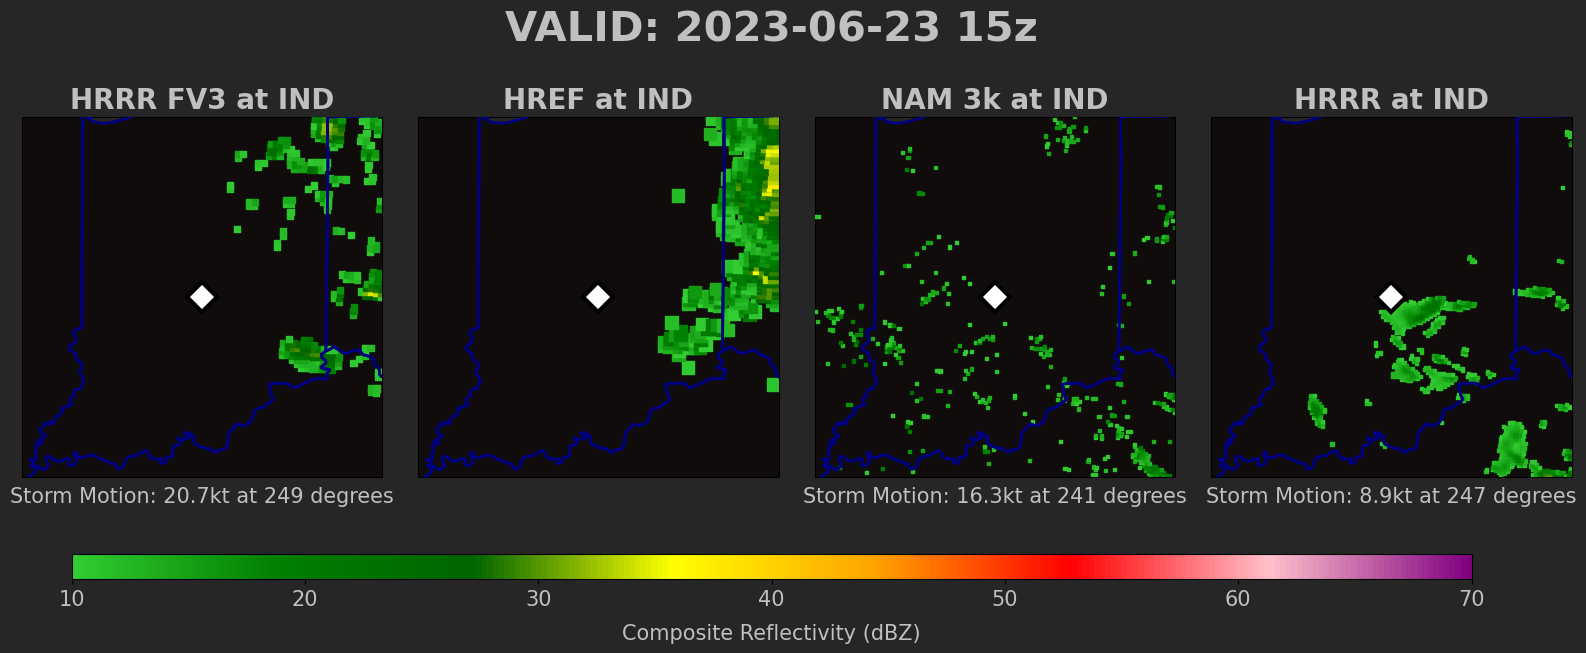 VALID: 2023-06-23 15z
HRRR FV3 at IND
HREF at IND
NAM 3k at IND
HRRR at IND
Storm Motion: 20.7kt at 249 degrees
Storm Motion: 16.3kt at 241 degrees
Storm Motion: 8.9kt at 247 degrees
10 20 30 40 50 60 70
Composite Reflectivity (dBZ)